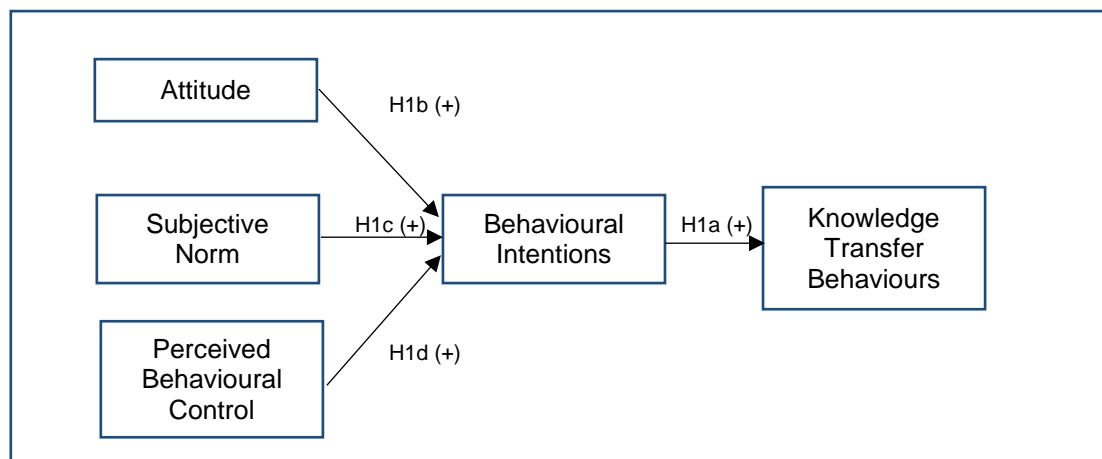 Attitude
H1b (+)
Subjective
Norm
H1c (+)
Behavioural
Intentions
H1a (+)
Knowledge
Transfer
Behaviours
Perceived
Behavioural
Control
H1d (+)